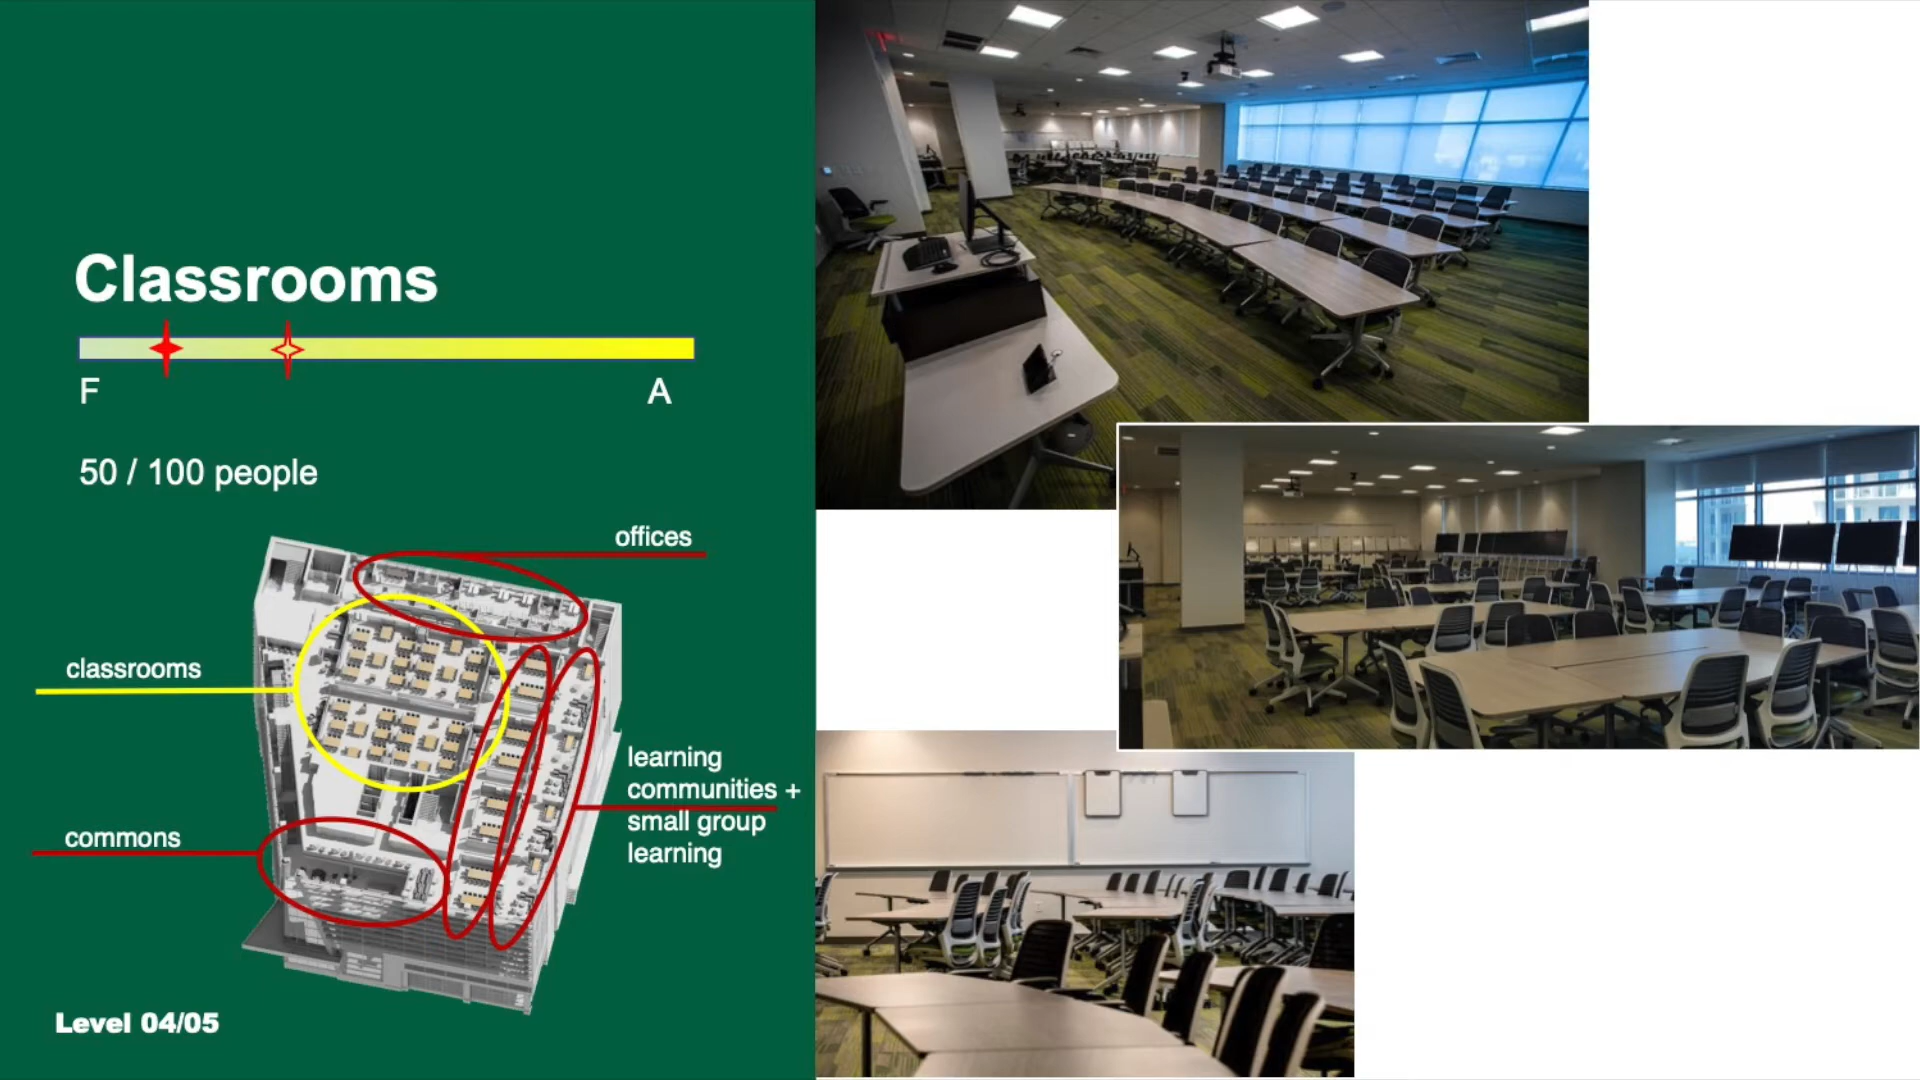 Classrooms
F
A
50 / 100 people
offices
classrooms
learning
communities +
small group
learning
commons
Level 04/05